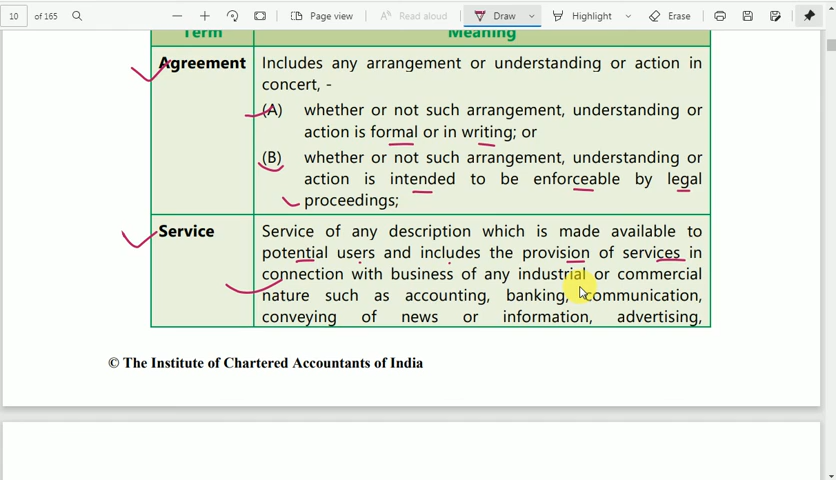 10 of 165 Page view Read aloud Draw Highlight Erase
Term Meaning
Agreement Includes any arrangement or understanding or action in
concert, -
(A) whether or not such arrangement, understanding or
action is formal or in writing; or
(B) whether or not such arrangement, understanding or
action is intended to be enforceable by legal
proceedings;
Service Service of any description which is made available to
potential users and includes the provision of services in
connection with business of any industrial or commercial
nature such as accounting, banking, communication,
conveying of news or information, advertising,
© The Institute of Chartered Accountants of India